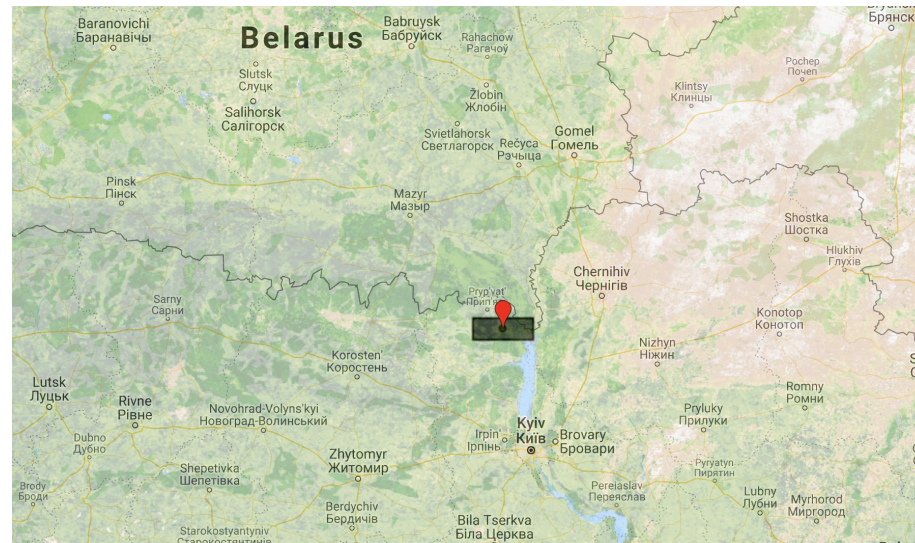 Baranovichi
Баранавічы
Belarus
Babruysk
Бабруйск
Rahachow
Рагачоў
Брянск
Slutsk
Слуцк
Salihorsk
Салігорск
Žlobin
Жлобін
Pochep
Почеп
Klintsy
Клинцы
Svietlahorsk
Светлагорск
Rečyca
Рэчыца
Gomel
Гомель
Pinsk
Пінск
Mazyr
Мазыр
Shostka
Шостка
Hlukhiv
Глухів
Chernihiv
Чернігів
Sarny
Сарни
Pryp'yat
Konotop
Конотоп
Korosten'
Коростень
Nizhyn
Ніжин
Lutsk
Луцьк
Rivne
Рівне
Novohrad-Volyns'kyi
Новоград-Волинський
Romny
Ромни
Pryluky
Прилуки
Dubno
Дубно
Kyiv
Київ
Irpin'
Ірпінь
Brovary
Бровари
Zhytomyr
Житомир
Shepetivka
Шепетівка
Pyryatyn
Пирятин
Brody
Броди
Pereiaslav
Переяслав
Lubny
Лубни
Myrhorod
Миргород
Berdychiv
Бердичів
Bila Tserkva
Біла Церква
Starokostyantyniv
Старокостянтинів